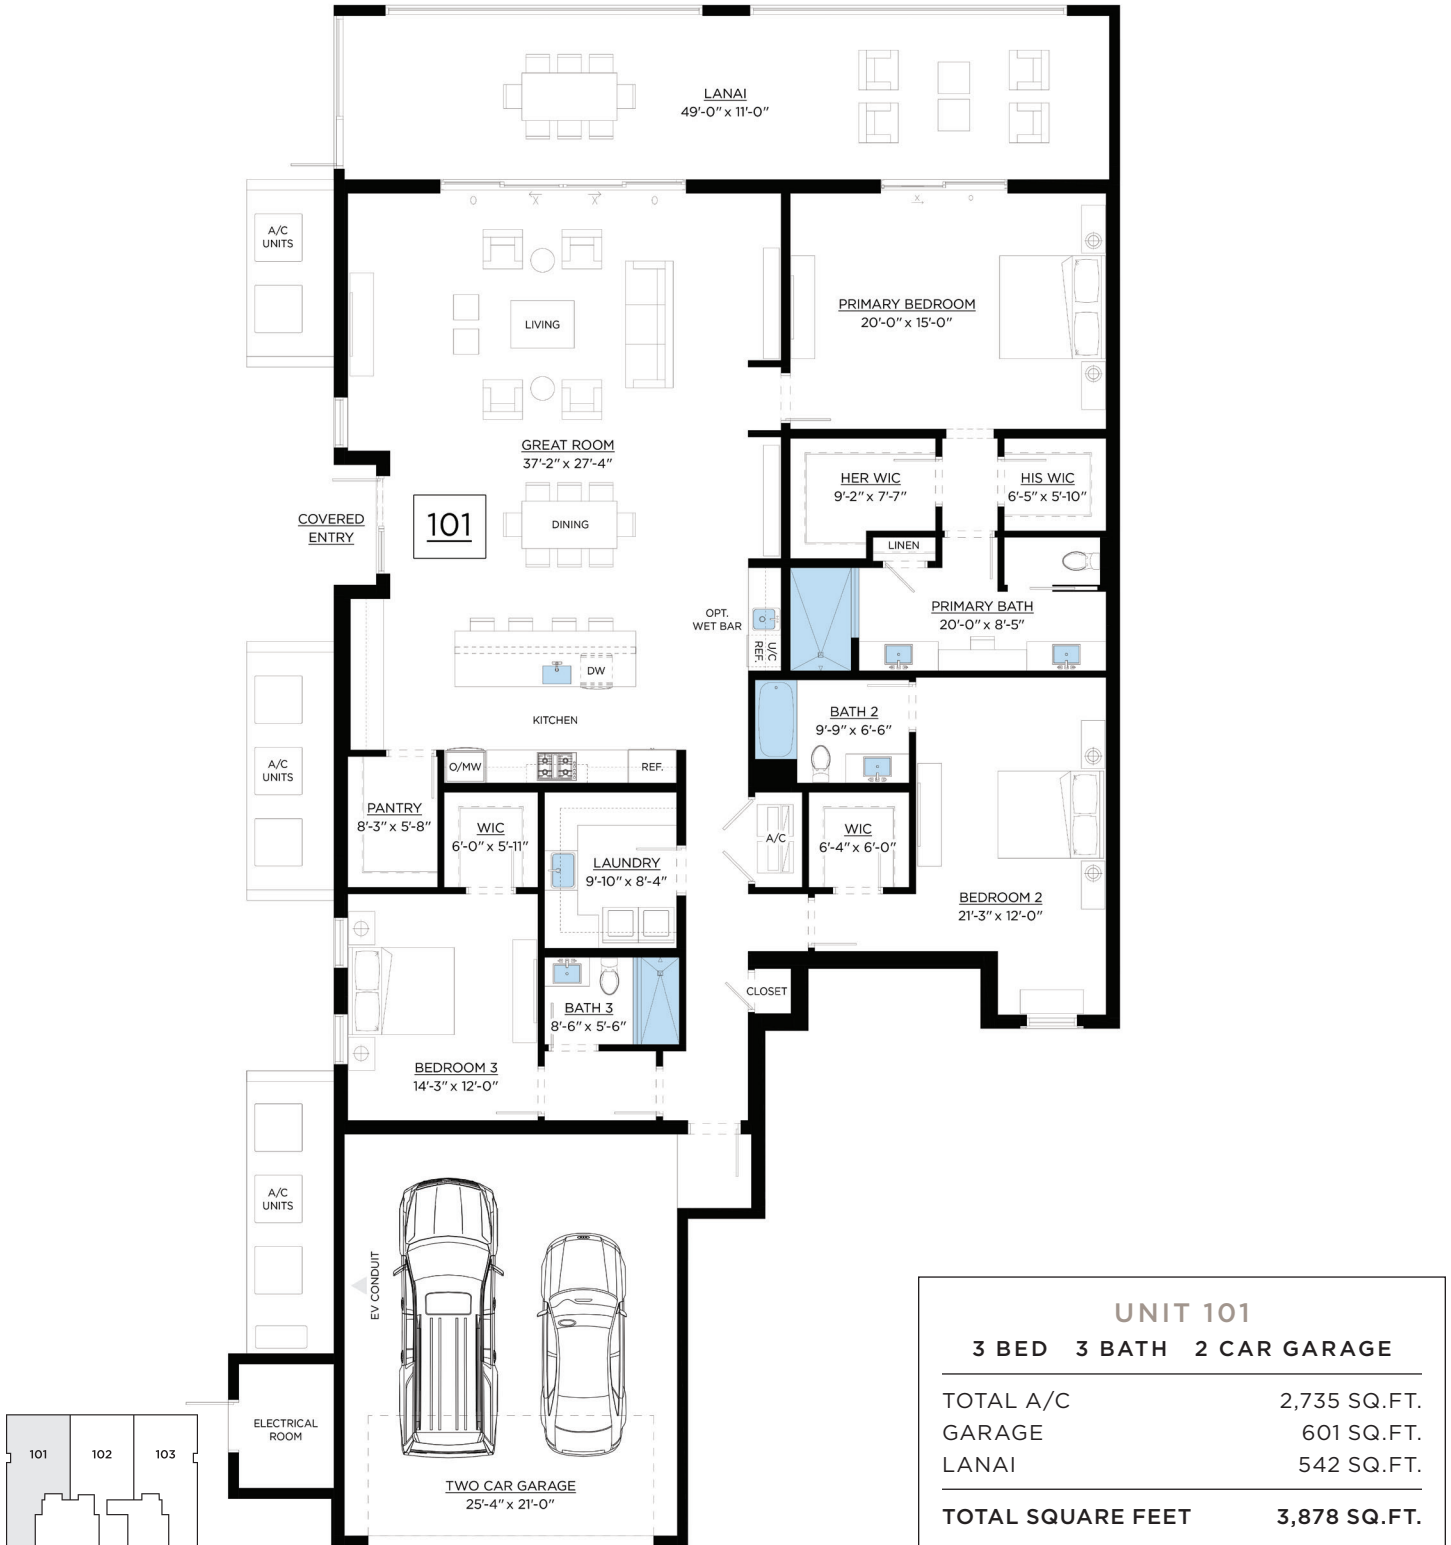 LANAI
49'-0" x 11'-0"
A/C
UNITS
O
X
X
O
X
O
LIVING
PRIMARY BEDROOM
20'-0" x 15'-0"
GREAT ROOM
37'-2" x 27'-4"
HER WIC
9'-2" x 7'-7"
HIS WIC
6'-5" x 5'-10"
COVERED
ENTRY
101
DINING
LINEN
OPT.
WET BAR
U/C
REF.
PRIMARY BATH
20'-0" x 8'-5"
DW
KITCHEN
BATH 2
9'-9" x 6'-6"
A/C
UNITS
O/MW
REF.
PANTRY
8'-3" x 5'-8"
WIC
6'-0" x 5'-11"
LAUNDRY
9'-10" x 8'-4"
A/C
WIC
6'-4" x 6'-0"
BEDROOM 2
21'-3" x 12'-0"
CLOSET
BATH 3
8'-6" x 5'-6"
BEDROOM 3
14'-3" x 12'-0"
A/C
UNITS
EV CONDUIT
ELECTRICAL
ROOM
TWO CAR GARAGE
25'-4" x 21'-0"
101
102
103
UNIT 101
3 BED 3 BATH 2 CAR GARAGE
TOTAL A/C 2,735 SQ.FT.
GARAGE 601 SQ.FT.
LANAI 542 SQ.FT.
TOTAL SQUARE FEET 3,878 SQ.FT.